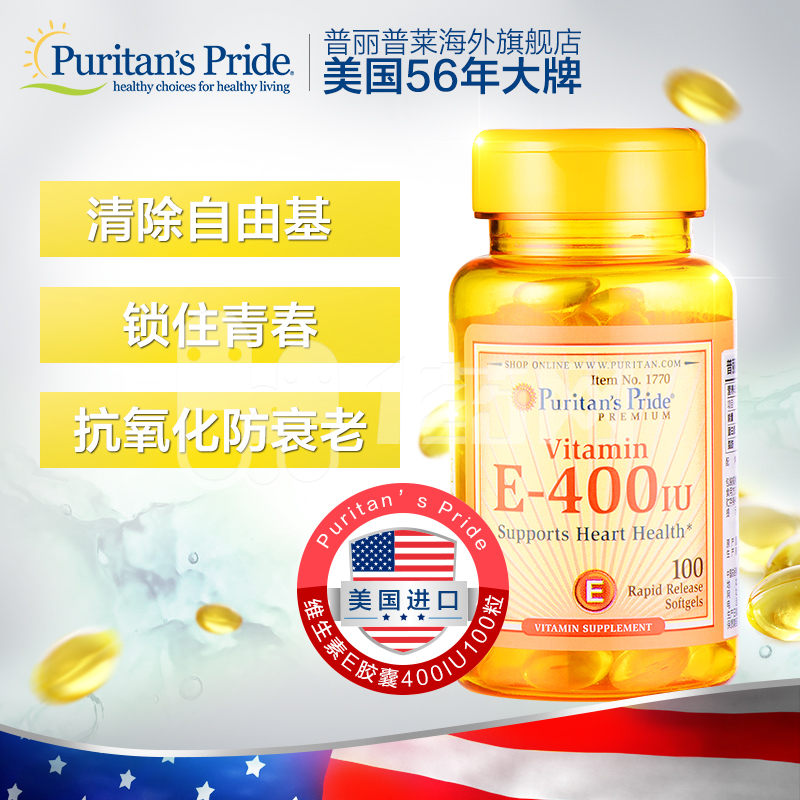 Puritan's Pride®
healthy choices for healthy living
普丽普莱海外旗舰店
美国56年大牌
清除自由基
锁住青春
抗氧化防衰老
SHOP ONLINE WWW.PURITAN.COM
Item No. 1770
Puritan's Pride®
PREMIUM
Vitamin
E-400IU
Supports Heart Health*
100
Rapid Release
Softgels
E
VITAMIN SUPPLEMENT
Puritan's Pride
美国进口
维生素E胶囊400IU100粒